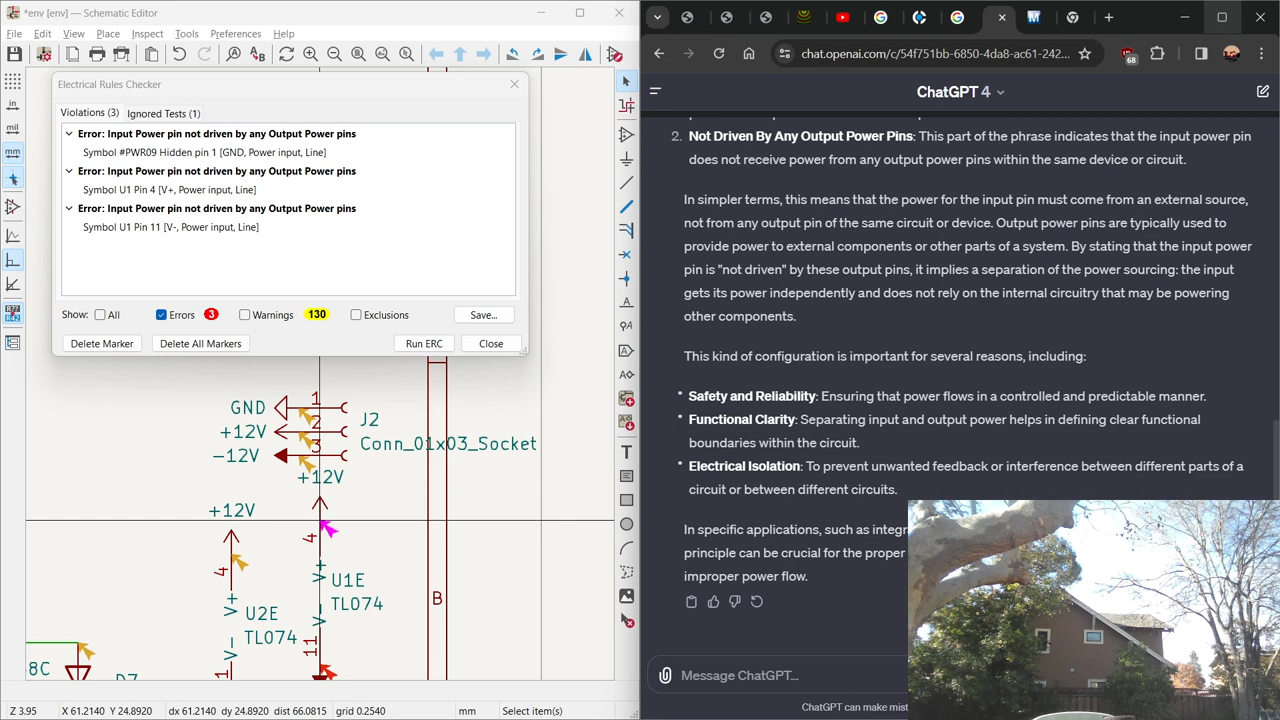 *env [env] — Schematic Editor
File Edit View Place Inspect Tools Preferences Help
Electrical Rules Checker
Violations (3) Ignored Tests (1)
Error: Input Power pin not driven by any Output Power pins
Symbol #PWR09 Hidden pin 1 [GND, Power input, Line]
Error: Input Power pin not driven by any Output Power pins
Symbol U1 Pin 4 [V+, Power input, Line]
Error: Input Power pin not driven by any Output Power pins
Symbol U1 Pin 11 [V-, Power input, Line]
Show: All Errors 3 Warnings 130 Exclusions Save...
Delete Marker Delete All Markers Run ERC Close
in
mil
mm
R??
R42
GND 1
+12V 2
-12V 3
J2
Conn_01x03_Socket
+12V
+12V
4
4
V+
V+
U1E
TL074
U2E
TL074
V-
V-
11
1
B
8C
D7
Z 3.95 X 61.2140 Y 24.8920 dx 61.2140 dy 24.8920 dist 66.0815 grid 0.2540 mm Select item(s)
chat.openai.com/c/54f751bb-6850-4da8-ac61-242...
68
ChatGPT 4
2. Not Driven By Any Output Power Pins: This part of the phrase indicates that the input power pin
does not receive power from any output power pins within the same device or circuit.
In simpler terms, this means that the power for the input pin must come from an external source,
not from any output pin of the same circuit or device. Output power pins are typically used to
provide power to external components or other parts of a system. By stating that the input power
pin is "not driven" by these output pins, it implies a separation of the power sourcing: the input
gets its power independently and does not rely on the internal circuitry that may be powering
other components.
This kind of configuration is important for several reasons, including:
• Safety and Reliability: Ensuring that power flows in a controlled and predictable manner.
• Functional Clarity: Separating input and output power helps in defining clear functional
boundaries within the circuit.
• Electrical Isolation: To prevent unwanted feedback or interference between different parts of a
circuit or between different circuits.
In specific applications, such as integr
principle can be crucial for the proper
improper power flow.
Message ChatGPT...
ChatGPT can make mist